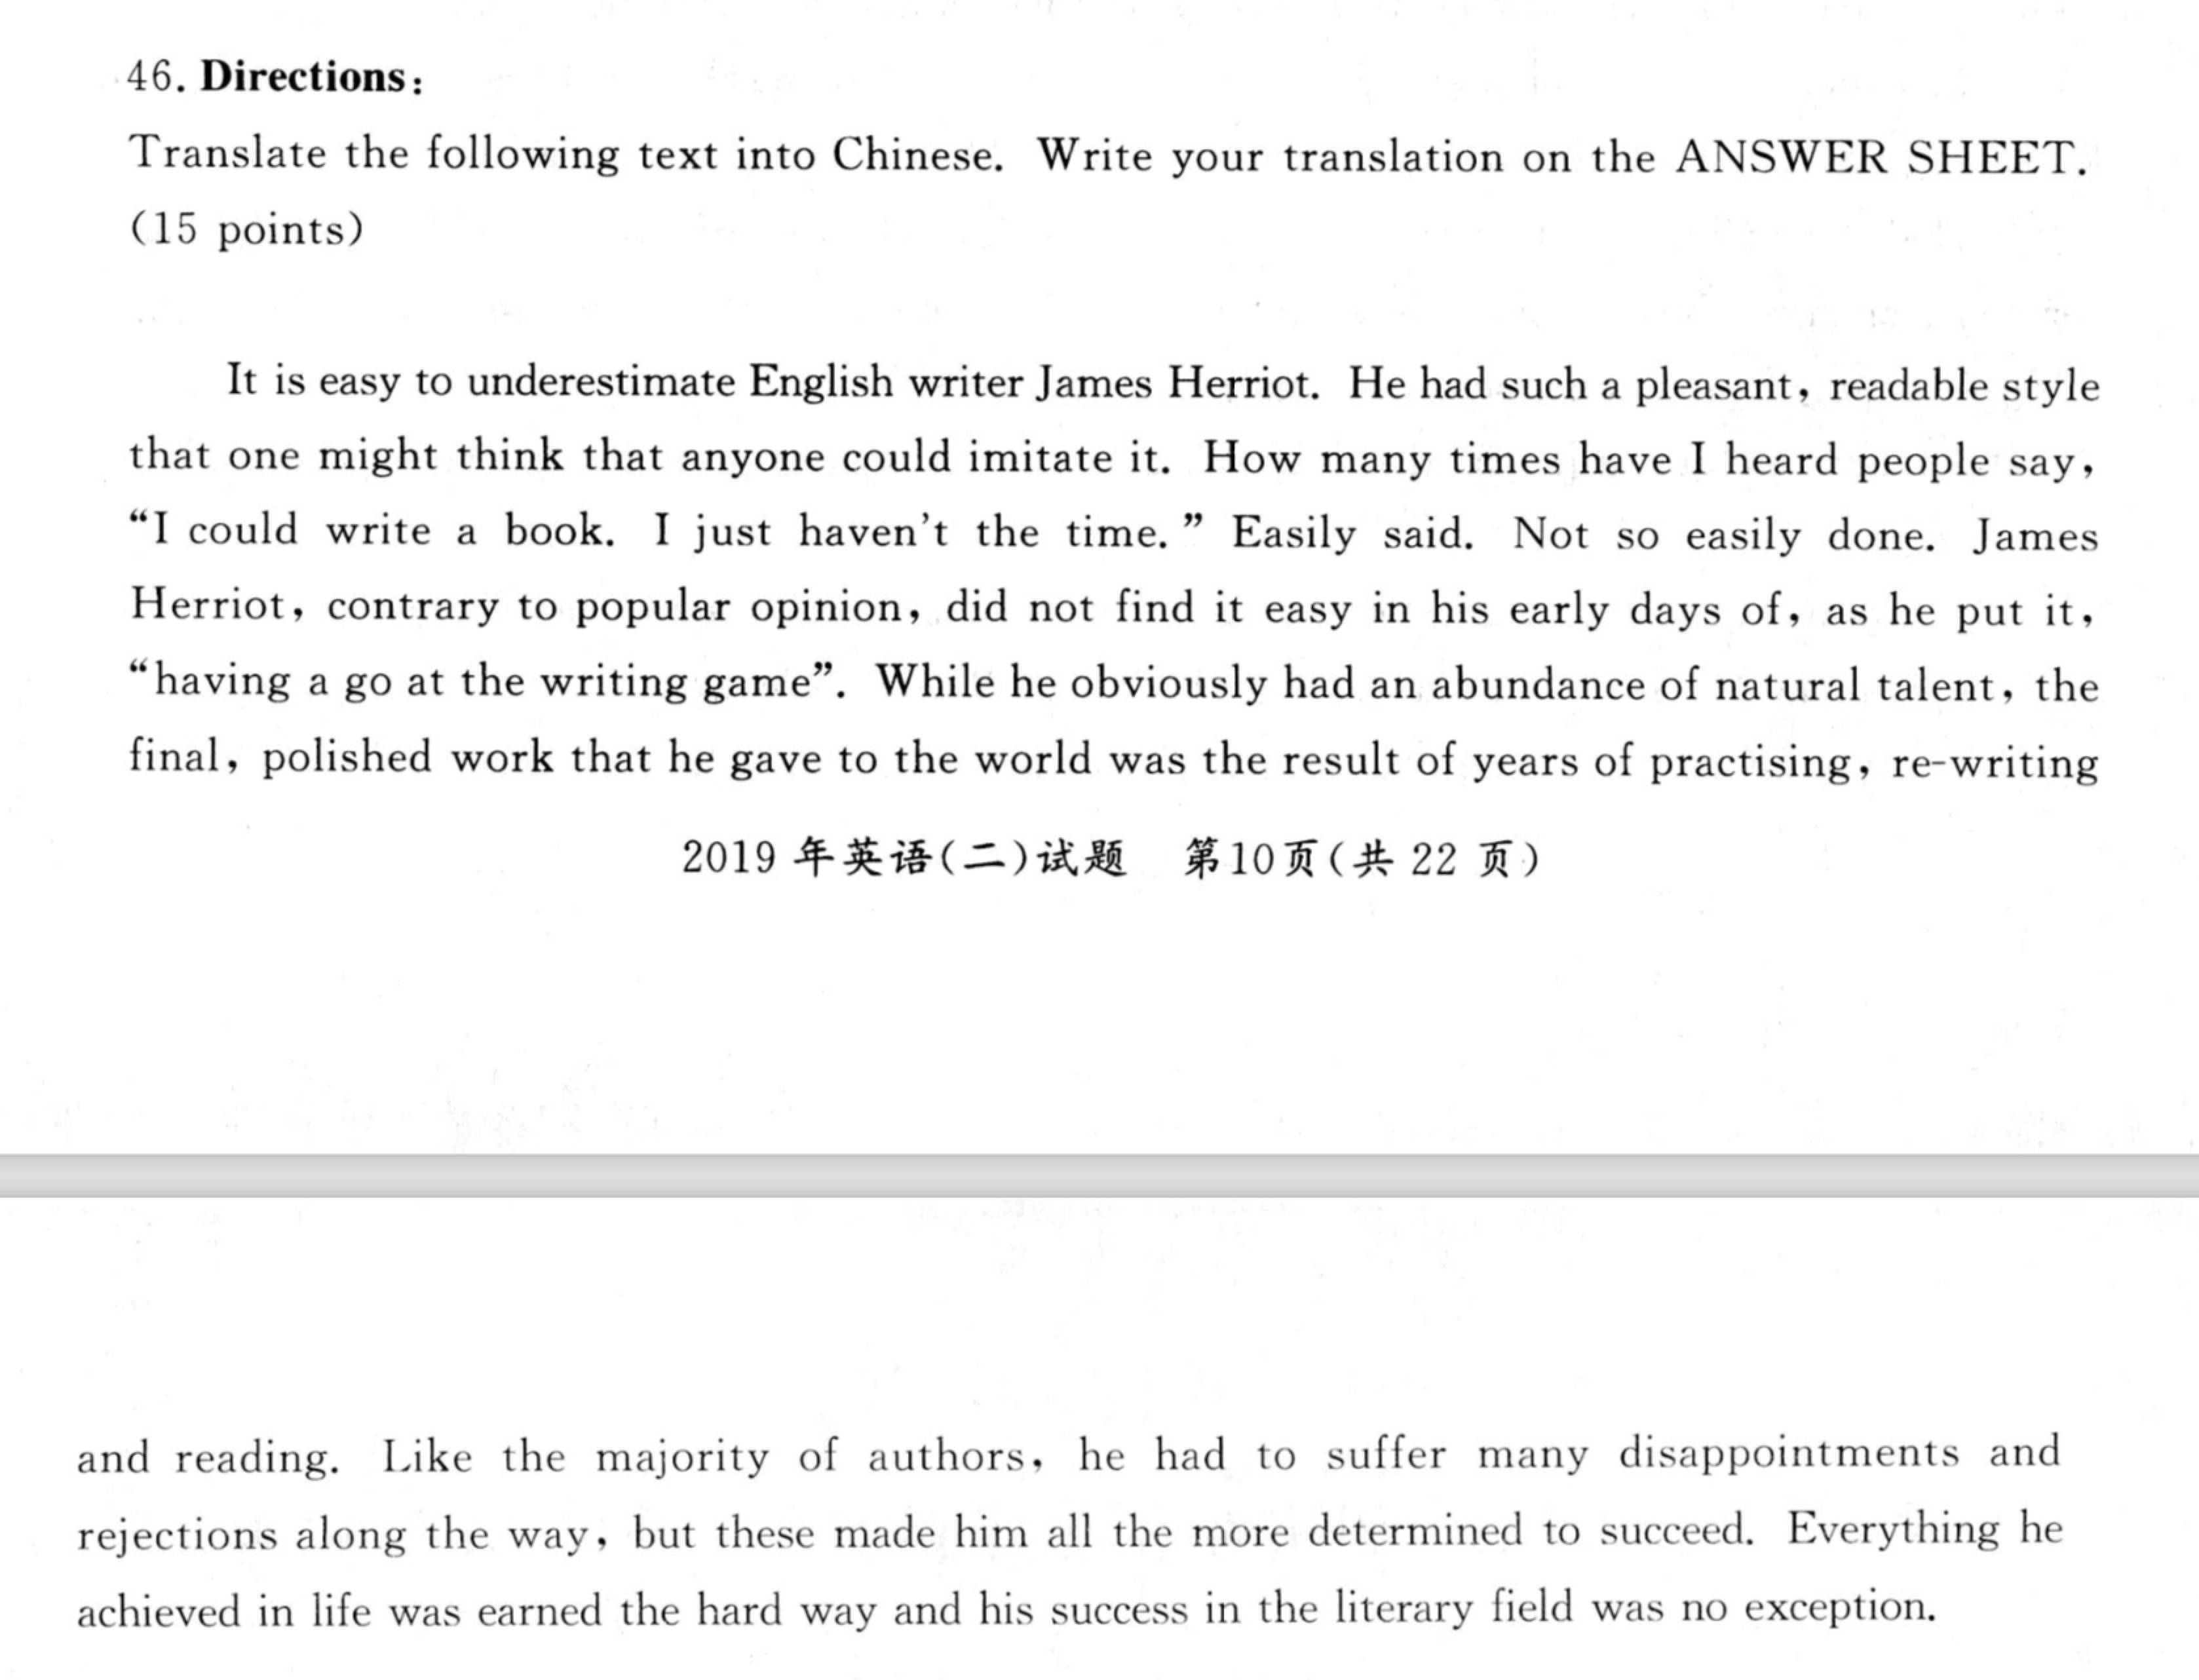 46. Directions:
Translate the following text into Chinese. Write your translation on the ANSWER SHEET.
(15 points)
It is easy to underestimate English writer James Herriot. He had such a pleasant, readable style
that one might think that anyone could imitate it. How many times have I heard people say,
“I could write a book. I just haven't the time.” Easily said. Not so easily done. James
Herriot, contrary to popular opinion, did not find it easy in his early days of, as he put it,
“having a go at the writing game”. While he obviously had an abundance of natural talent, the
final, polished work that he gave to the world was the result of years of practising, re-writing
2019 年英语(二)试题 第10页(共 22 页)
and reading. Like the majority of authors, he had to suffer many disappointments and
rejections along the way, but these made him all the more determined to succeed. Everything he
achieved in life was earned the hard way and his success in the literary field was no exception.